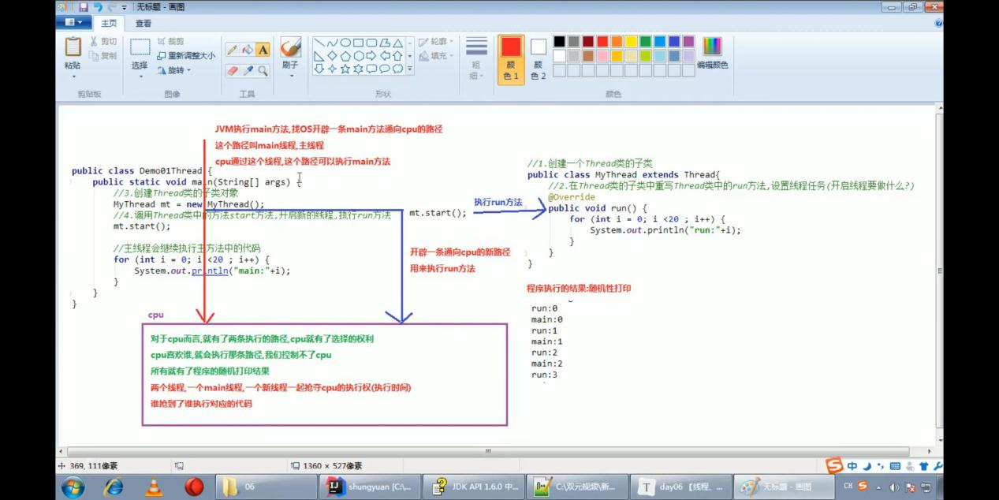 无标题 - 画图
主页
查看
粘贴
剪切
复制
剪贴板
选择
裁剪
重新调整大小
旋转
图像
A
工具
刷子
形状
轮廓
填充
粗
细
颜
色 1
颜
色 2
颜色
编辑颜色
JVM执行main方法,找OS开辟一条main方法通向cpu的路径
这个路径叫main线程,主线程
cpu通过这个线程,这个路径可以执行main方法
public class Demo01Thread {
public static void main(String[] args) {
//3.创建Thread类的子类对象
MyThread mt = new MyThread();
//4.调用Thread类中的方法start方法,开启新的线程,执行run方法
mt.start();
//主线程会继续执行主方法中的代码
for (int i = 0; i <20 ; i++) {
System.out.println("main:"+i);
}
}
}
mt.start();
执行run方法
开辟一条通向cpu的新路径
用来执行run方法
//1.创建一个Thread类的子类
public class MyThread extends Thread{
//2.在Thread类的子类中重写Thread类中的run方法,设置线程任务(开启线程要做什么?)
@Override
public void run() {
for (int i = 0; i <20 ; i++) {
System.out.println("run:"+i);
}
}
}
程序执行的结果:随机性打印
run:0
main:0
run:1
main:1
run:2
main:2
run:3
cpu
对于cpu而言,就有了两条执行的路径,cpu就有了选择的权利
cpu喜欢谁,就会执行那条路径,我们控制不了cpu
所有就有了程序的随机打印结果
两个线程,一个main线程,一个新线程一起抢夺cpu的执行权(执行时间)
谁抢到了谁执行对应的代码
369, 111像素
1360 × 527像素
S 中
06
shungyuan [C:\...
JDK API 1.6.0 中...
C:\双元视频\新...
T day06 【线程、...
无标题 - 画图
CH S